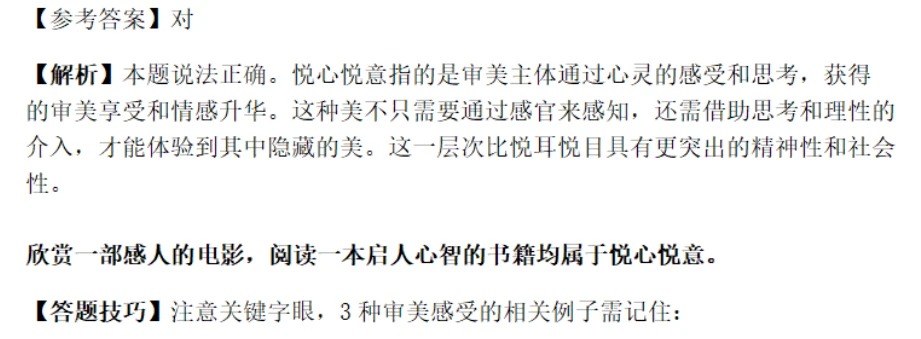 【参考答案】对
【解析】本题说法正确。悦心悦意指的是审美主体通过心灵的感受和思考，获得
的审美享受和情感升华。这种美不只需要通过感官来感知，还需借助思考和理性的
介入，才能体验到其中隐藏的美。这一层次比悦耳悦目具有更突出的精神性和社会
性。
欣赏一部感人的电影，阅读一本启人心智的书籍均属于悦心悦意。
【答题技巧】注意关键字眼，3 种审美感受的相关例子需记住：